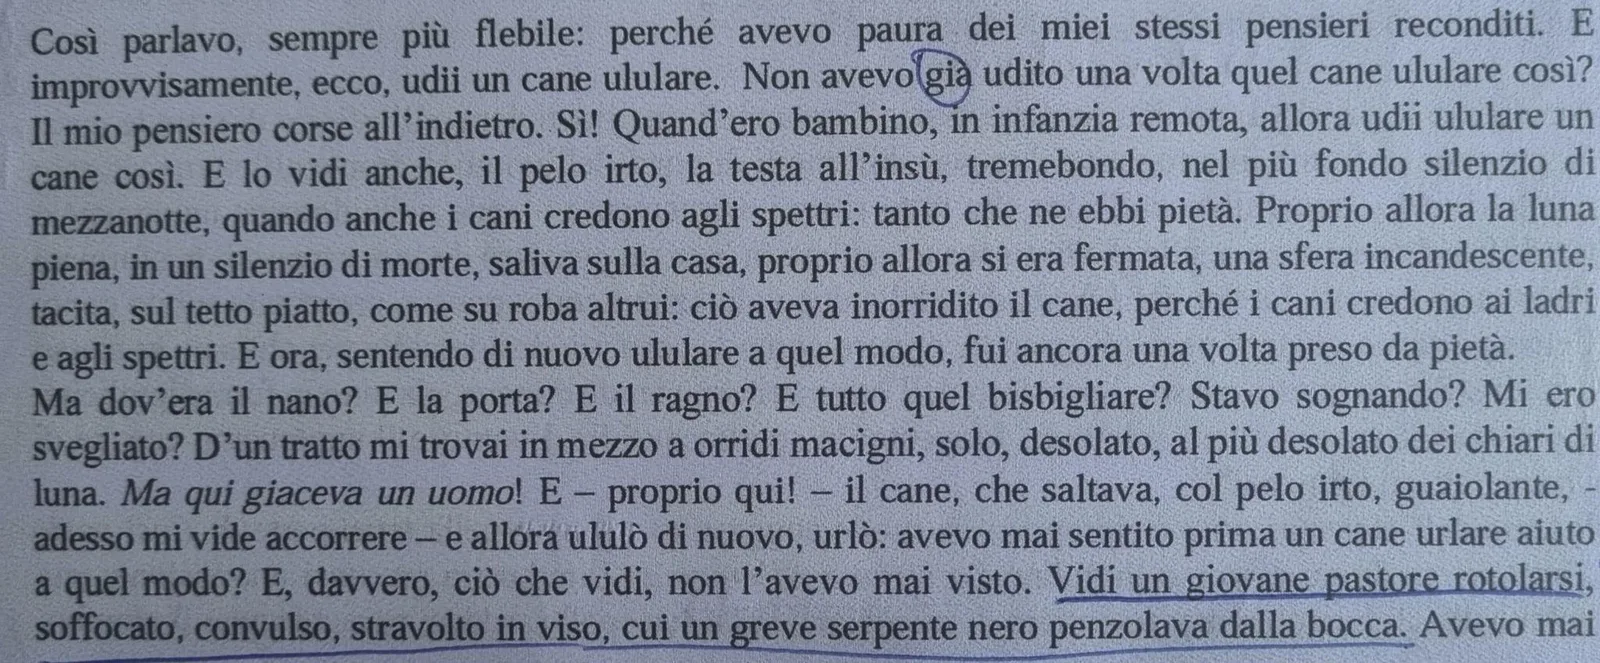 Così parlavo, sempre più flebile: perché avevo paura dei miei stessi pensieri reconditi. E
improvvisamente, ecco, udii un cane ululare. Non avevo già udito una volta quel cane ululare così?
Il mio pensiero corse all'indietro. Sì! Quand'ero bambino, in infanzia remota, allora udii ululare un
cane così. E lo vidi anche, il pelo irto, la testa all'insù, tremebondo, nel più fondo silenzio di
mezzanotte, quando anche i cani credono agli spettri: tanto che ne ebbi pietà. Proprio allora la luna
piena, in un silenzio di morte, saliva sulla casa, proprio allora si era fermata, una sfera incandescente,
tacita, sul tetto piatto, come su roba altrui: ciò aveva inorridito il cane, perché i cani credono ai ladri
e agli spettri. E ora, sentendo di nuovo ululare a quel modo, fui ancora una volta preso da pietà.
Ma dov'era il nano? E la porta? E il ragno? E tutto quel bisbigliare? Stavo sognando? Mi ero
svegliato? D'un tratto mi trovai in mezzo a orridi macigni, solo, desolato, al più desolato dei chiari di
luna. Ma qui giaceva un uomo! E – proprio qui! – il cane, che saltava, col pelo irto, guaiolante, -
adesso mi vide accorrere – e allora ululò di nuovo, urlò: avevo mai sentito prima un cane urlare aiuto
a quel modo? E, davvero, ciò che vidi, non l'avevo mai visto. Vidi un giovane pastore rotolarsi,
soffocato, convulso, stravolto in viso, cui un greve serpente nero penzolava dalla bocca. Avevo mai